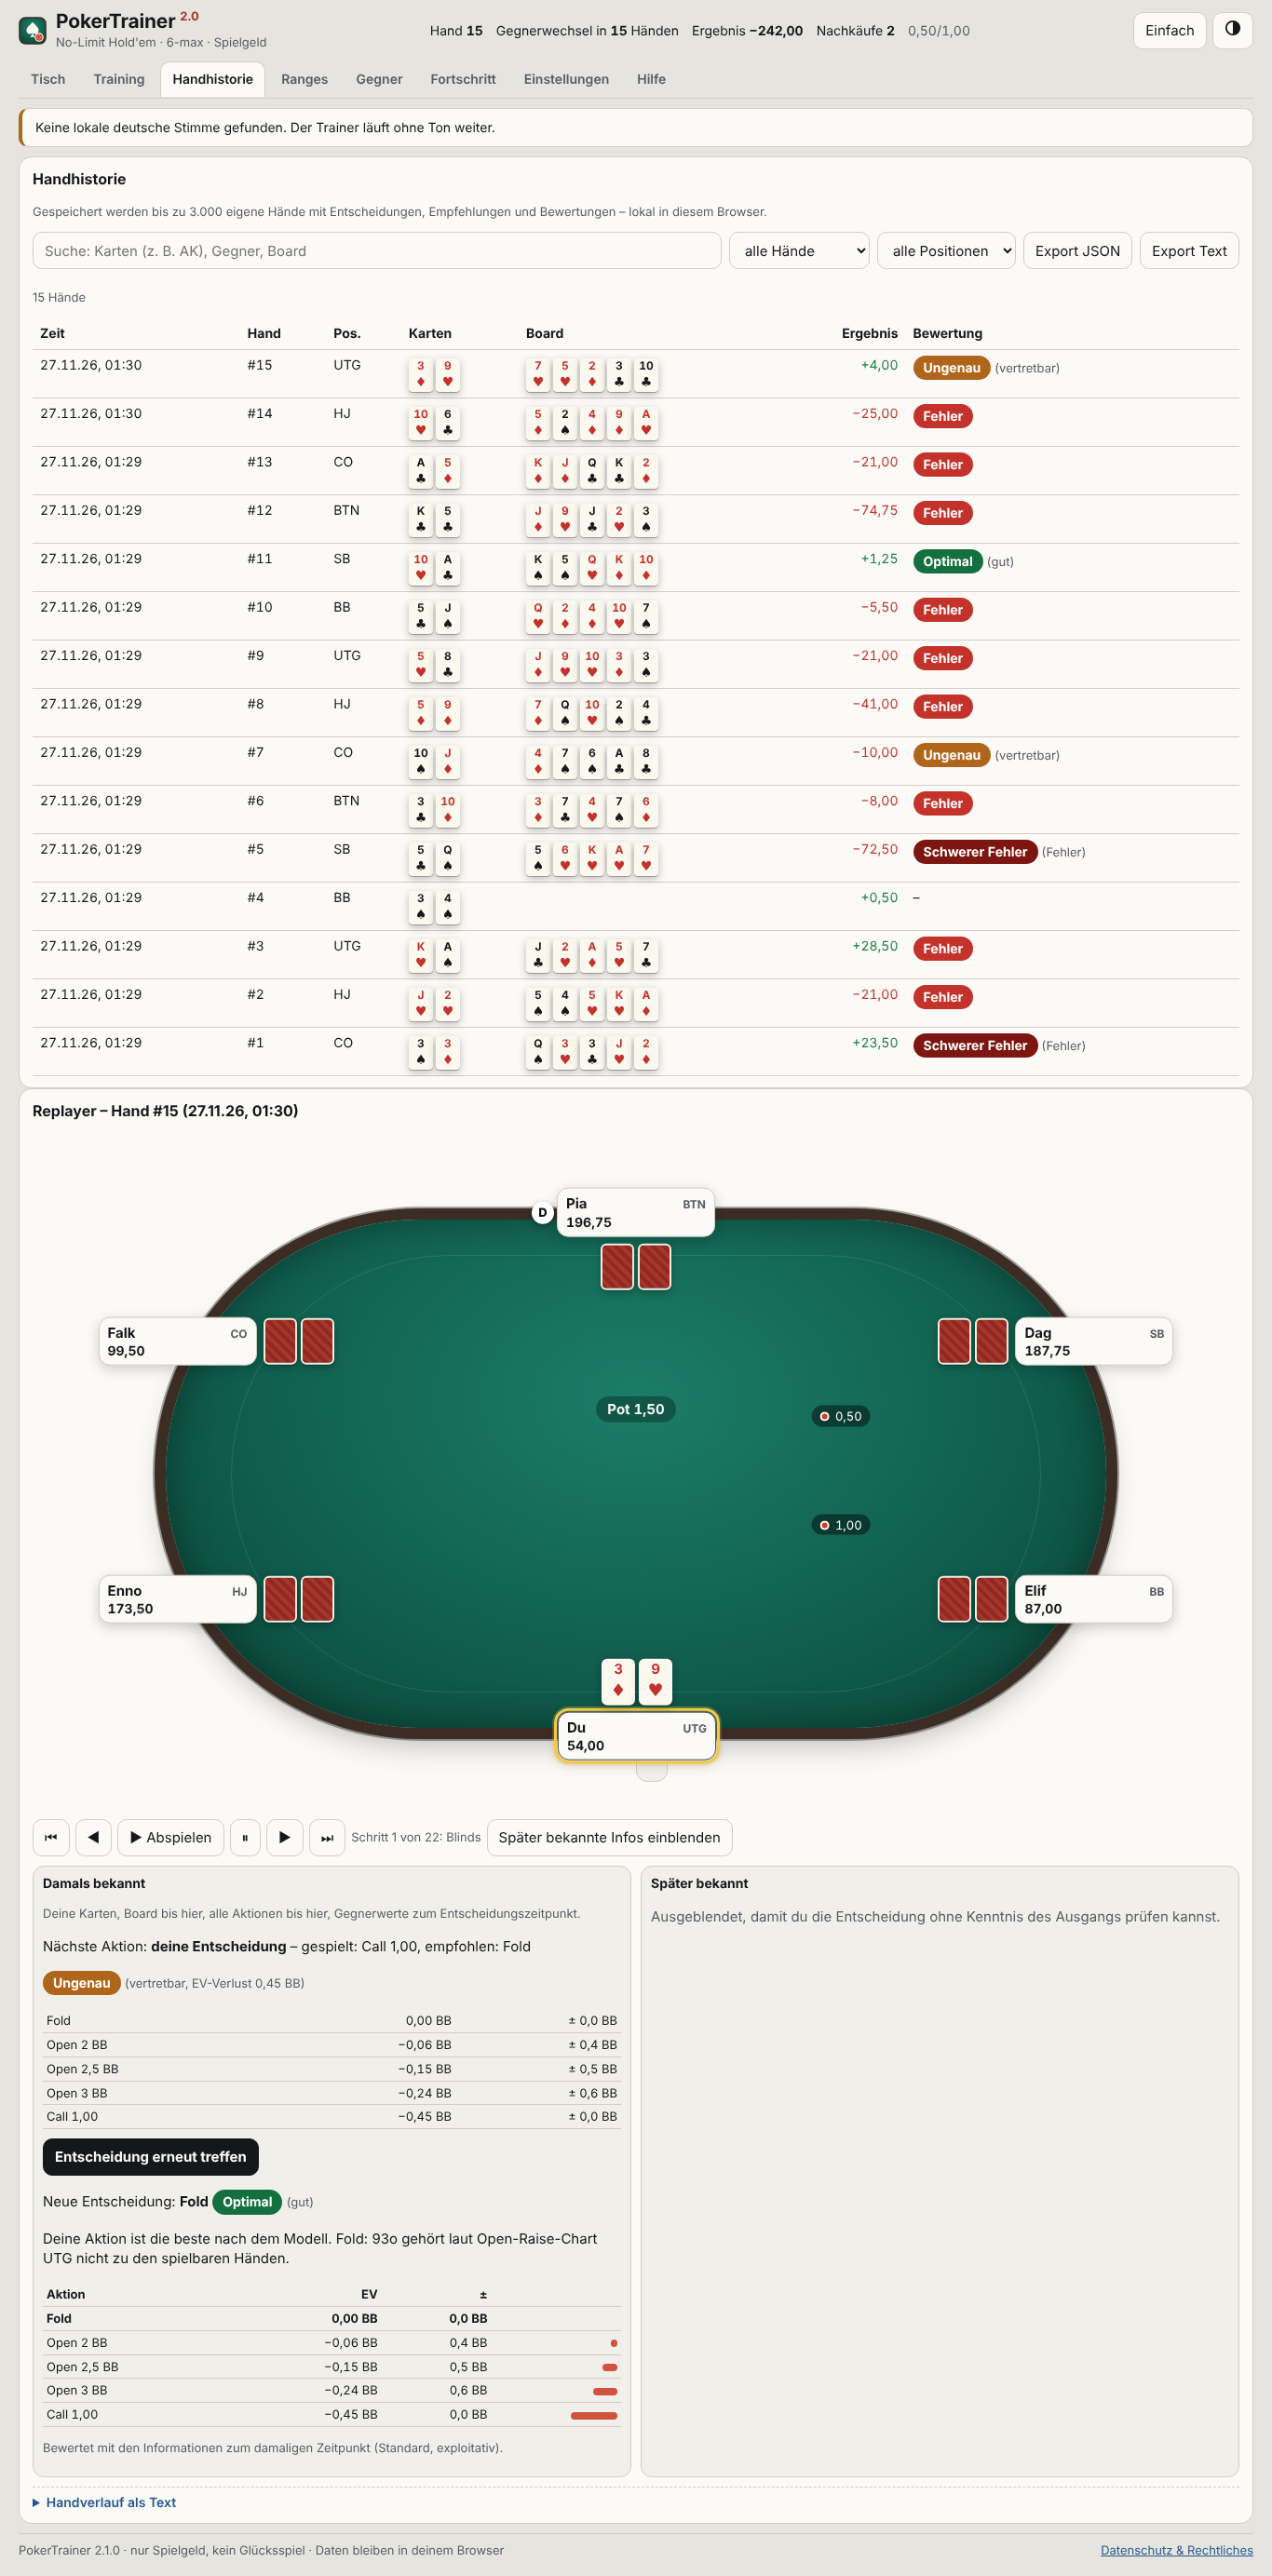 PokerTrainer 2.0
No-Limit Hold'em · 6-max · Spielgeld
Hand 15 Gegnerwechsel in 15 Händen Ergebnis −242,00 Nachkäufe 2 0,50/1,00
Einfach
Tisch Training Handhistorie Ranges Gegner Fortschritt Einstellungen Hilfe
Keine lokale deutsche Stimme gefunden. Der Trainer läuft ohne Ton weiter.
Handhistorie
Gespeichert werden bis zu 3.000 eigene Hände mit Entscheidungen, Empfehlungen und Bewertungen – lokal in diesem Browser.
Suche: Karten (z. B. AK), Gegner, Board alle Hände alle Positionen Export JSON Export Text
15 Hände
Zeit Hand Pos. Karten Board Ergebnis Bewertung
27.11.26, 01:30 #15 UTG 3♦ 9♥ 7♥ 5♥ 2♦ 3♣ 10♣ +4,00 Ungenau (vertretbar)
27.11.26, 01:30 #14 HJ 10♥ 6♣ 5♦ 2♠ 4♦ 9♦ A♥ −25,00 Fehler
27.11.26, 01:29 #13 CO A♣ 5♦ K♦ J♦ Q♣ K♣ 2♦ −21,00 Fehler
27.11.26, 01:29 #12 BTN K♣ 5♣ J♦ 9♥ J♣ 2♥ 3♠ −74,75 Fehler
27.11.26, 01:29 #11 SB 10♥ A♣ K♠ 5♠ Q♥ K♦ 10♦ +1,25 Optimal (gut)
27.11.26, 01:29 #10 BB 5♣ J♠ Q♥ 2♦ 4♦ 10♥ 7♠ −5,50 Fehler
27.11.26, 01:29 #9 UTG 5♥ 8♣ J♦ 9♥ 10♥ 3♦ 3♠ −21,00 Fehler
27.11.26, 01:29 #8 HJ 5♦ 9♦ 7♦ Q♠ 10♥ 2♠ 4♣ −41,00 Fehler
27.11.26, 01:29 #7 CO 10♠ J♦ 4♦ 7♠ 6♠ A♣ 8♣ −10,00 Ungenau (vertretbar)
27.11.26, 01:29 #6 BTN 3♣ 10♦ 3♦ 7♣ 4♥ 7♠ 6♦ −8,00 Fehler
27.11.26, 01:29 #5 SB 5♣ Q♠ 5♠ 6♥ K♥ A♥ 7♥ −72,50 Schwerer Fehler (Fehler)
27.11.26, 01:29 #4 BB 3♠ 4♠ +0,50 –
27.11.26, 01:29 #3 UTG K♥ A♠ J♣ 2♥ A♦ 5♥ 7♣ +28,50 Fehler
27.11.26, 01:29 #2 HJ J♥ 2♥ 5♠ 4♠ 5♥ K♥ A♦ −21,00 Fehler
27.11.26, 01:29 #1 CO 3♠ 3♦ Q♠ 3♥ 3♣ J♥ 2♦ +23,50 Schwerer Fehler (Fehler)
Replayer – Hand #15 (27.11.26, 01:30)
D
Pia BTN
196,75
Falk CO
99,50
Dag SB
187,75
Pot 1,50
0,50
1,00
Enno HJ
173,50
Elif BB
87,00
3♦ 9♥
Du UTG
54,00
⏮ ◀ ▶ Abspielen ⏸ ▶ ⏭ Schritt 1 von 22: Blinds Später bekannte Infos einblenden
Damals bekannt
Deine Karten, Board bis hier, alle Aktionen bis hier, Gegnerwerte zum Entscheidungszeitpunkt.
Nächste Aktion: deine Entscheidung – gespielt: Call 1,00, empfohlen: Fold
Ungenau (vertretbar, EV-Verlust 0,45 BB)
Fold 0,00 BB ± 0,0 BB
Open 2 BB −0,06 BB ± 0,4 BB
Open 2,5 BB −0,15 BB ± 0,5 BB
Open 3 BB −0,24 BB ± 0,6 BB
Call 1,00 −0,45 BB ± 0,0 BB
Entscheidung erneut treffen
Neue Entscheidung: Fold Optimal (gut)
Deine Aktion ist die beste nach dem Modell. Fold: 93o gehört laut Open-Raise-Chart
UTG nicht zu den spielbaren Händen.
Aktion EV ±
Fold 0,00 BB 0,0 BB
Open 2 BB −0,06 BB 0,4 BB
Open 2,5 BB −0,15 BB 0,5 BB
Open 3 BB −0,24 BB 0,6 BB
Call 1,00 −0,45 BB 0,0 BB
Bewertet mit den Informationen zum damaligen Zeitpunkt (Standard, exploitativ).
Später bekannt
Ausgeblendet, damit du die Entscheidung ohne Kenntnis des Ausgangs prüfen kannst.
▶ Handverlauf als Text
PokerTrainer 2.1.0 · nur Spielgeld, kein Glücksspiel · Daten bleiben in deinem Browser
Datenschutz & Rechtliches